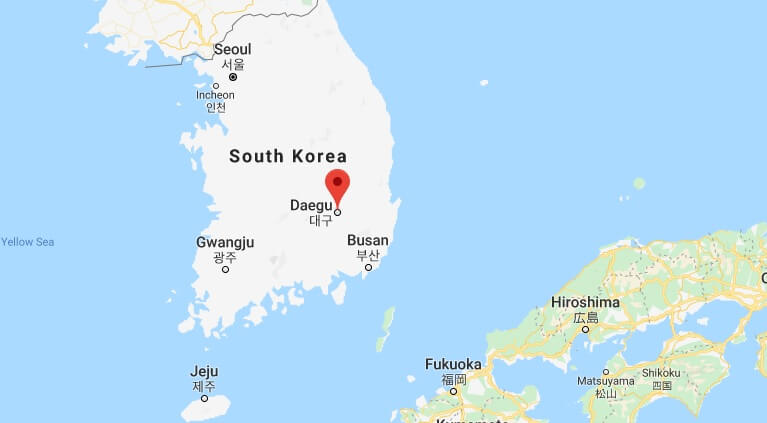 Seoul
서울
Incheon
인천
South Korea
Daegu
대구
Yellow Sea
Gwangju
광주
Busan
부산
Hiroshima
広島
Fukuoka
福岡
Jeju
제주
Matsuyama
松山
Shikoku
四国